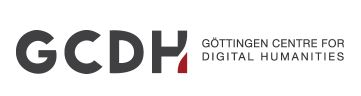 GCDH
GÖTTINGEN CENTRE FOR
DIGITAL HUMANITIES